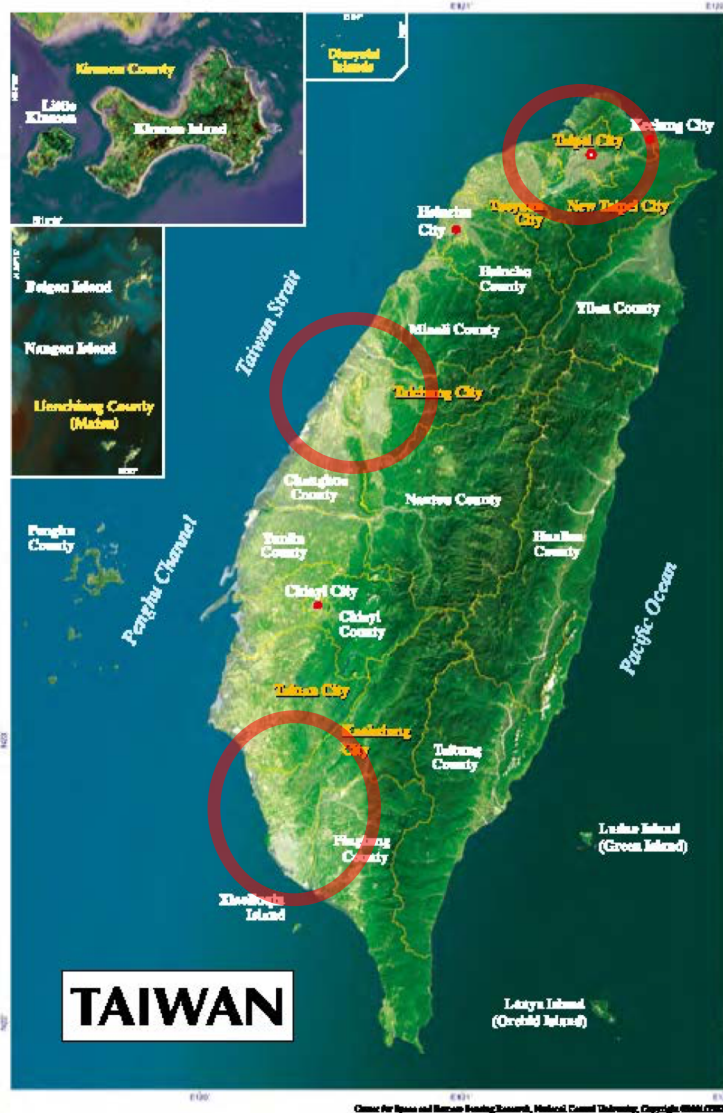 E121
Kinmen County
Little
Kinmen
Kinmen Island
Diaoyutai
Islands
Keelung City
Taipei City
Taoyuan
City
New Taipei City
Hsinchu
City
Hsinchu
County
Yilan County
Beigan Island
Nangan Island
Lienchiang County
(Matsu)
Taiwan Strait
Miaoli County
Taichung City
Changhua
County
Nantou County
Hualien
County
Penghu
County
Penghu Channel
Yunlin
County
Chiayi City
Chiayi
County
Pacific Ocean
Tainan City
Kaohsiung
City
Taitung
County
Pingtung
County
Ludao Island
(Green Island)
Xiaoliuqiu
Island
TAIWAN
Lanyu Island
(Orchid Island)
E120
E121